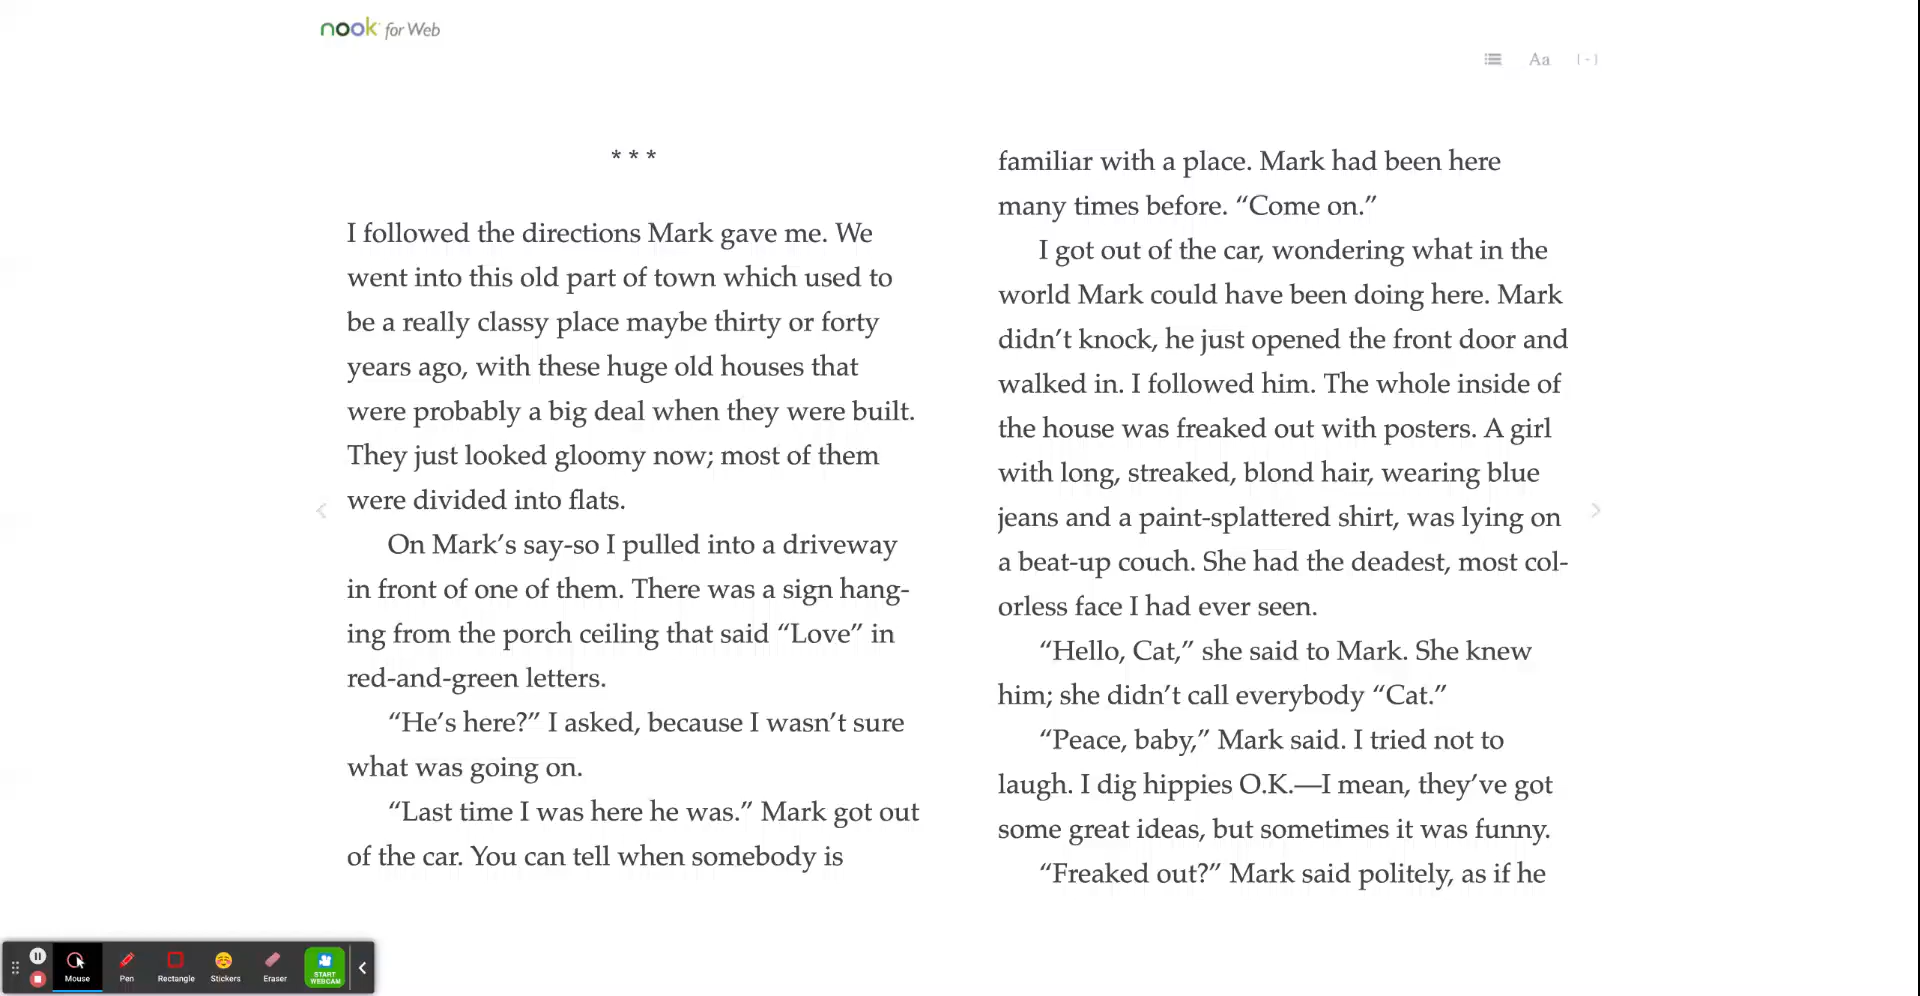 nook for Web
Aa
* * *
I followed the directions Mark gave me. We
went into this old part of town which used to
be a really classy place maybe thirty or forty
years ago, with these huge old houses that
were probably a big deal when they were built.
They just looked gloomy now; most of them
were divided into flats.
On Mark’s say-so I pulled into a driveway
in front of one of them. There was a sign hang-
ing from the porch ceiling that said “Love” in
red-and-green letters.
“He’s here?” I asked, because I wasn’t sure
what was going on.
“Last time I was here he was.” Mark got out
of the car. You can tell when somebody is
familiar with a place. Mark had been here
many times before. “Come on.”
I got out of the car, wondering what in the
world Mark could have been doing here. Mark
didn’t knock, he just opened the front door and
walked in. I followed him. The whole inside of
the house was freaked out with posters. A girl
with long, streaked, blond hair, wearing blue
jeans and a paint-splattered shirt, was lying on
a beat-up couch. She had the deadest, most col-
orless face I had ever seen.
“Hello, Cat,” she said to Mark. She knew
him; she didn’t call everybody “Cat.”
“Peace, baby,” Mark said. I tried not to
laugh. I dig hippies O.K.—I mean, they’ve got
some great ideas, but sometimes it was funny.
“Freaked out?” Mark said politely, as if he
Mouse
Pen
Rectangle
Stickers
Eraser
START
WEBCAM